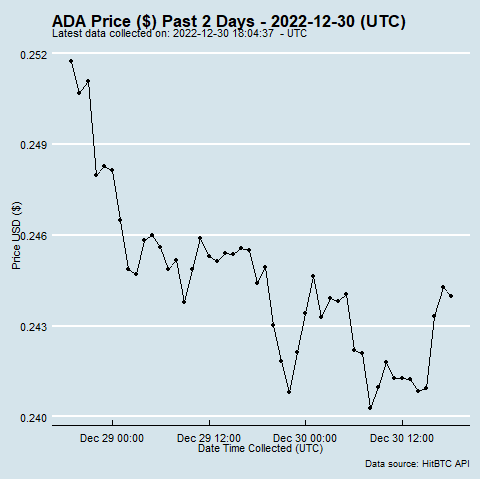 ADA Price ($) Past 2 Days - 2022-12-30 (UTC)
Latest data collected on: 2022-12-30 18:04:37 - UTC
0.252
0.249
0.246
0.243
0.240
Price USD ($)
Dec 29 00:00 Dec 29 12:00 Dec 30 00:00 Dec 30 12:00
Date Time Collected (UTC)
Data source: HitBTC API